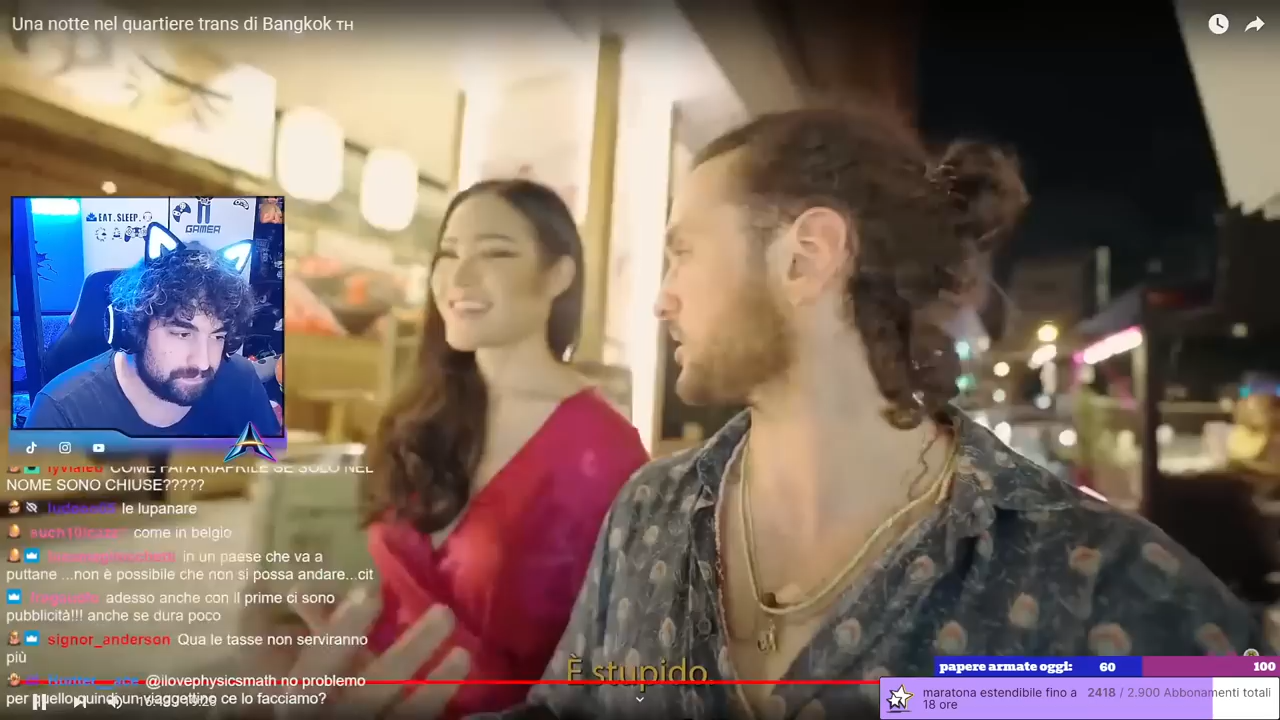 Una notte nel quartiere trans di Bangkok TH
EAT.SLEEP.
GAMER
COME NEL
NOME SONO CHIUSE?????
le lupanare
come in belgio
in un paese che va a
puttane ...non è possibile che non si possa andare...cit
adesso anche con il prime ci sono
pubblicità!!! anche se dura poco
signor_anderson Qua le tasse non serviranno
più
@ilovephysicsmath no problemo
per quello quindi un viaggettino ce lo facciamo?
È stupido.
papere armate oggi: 60 100
maratona estendibile fino a
18 ore
2418 / 2.900 Abbonamenti totali